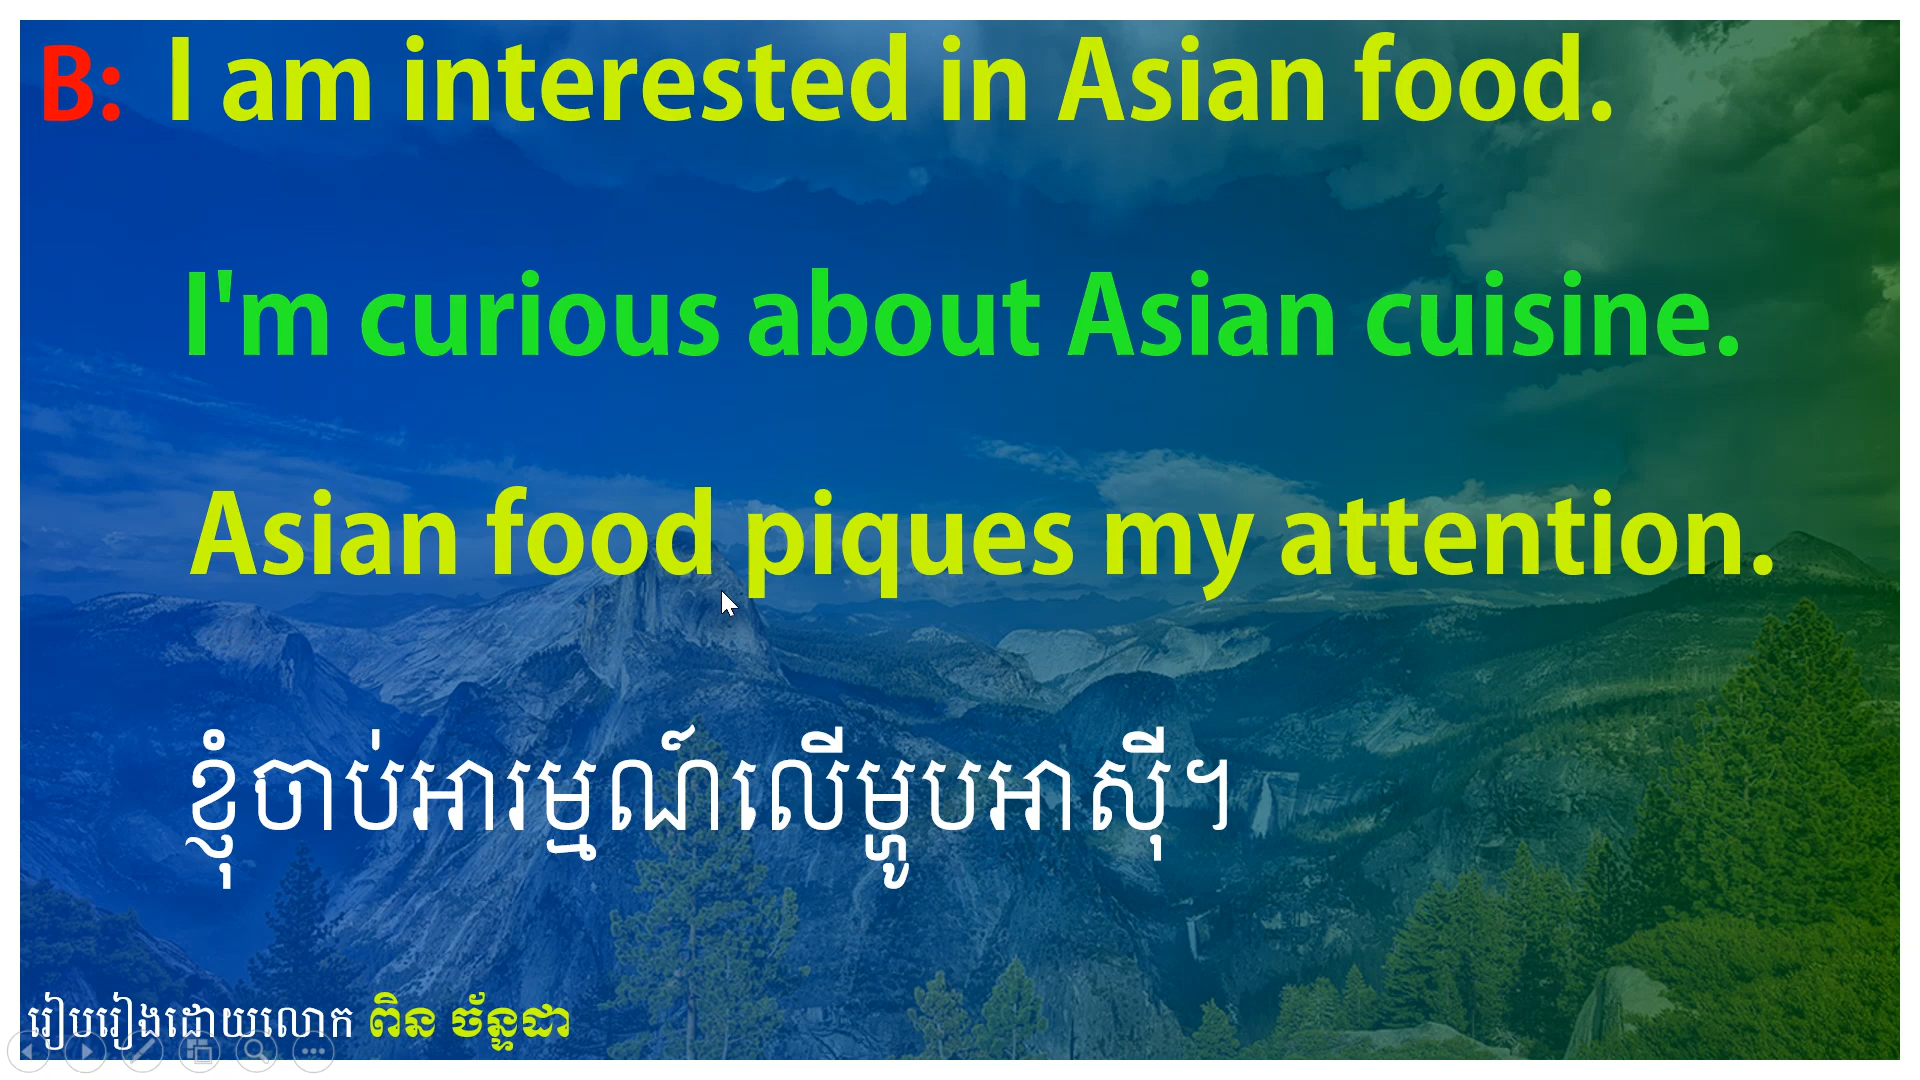 B: I am interested in Asian food.
I'm curious about Asian cuisine.
Asian food piques my attention.
ខ្ញុំចាប់អារម្មណ៍លើម្ហូបអាស៊ី។
រៀបរៀងដោយលោក ពិន ច័ន្ទដា